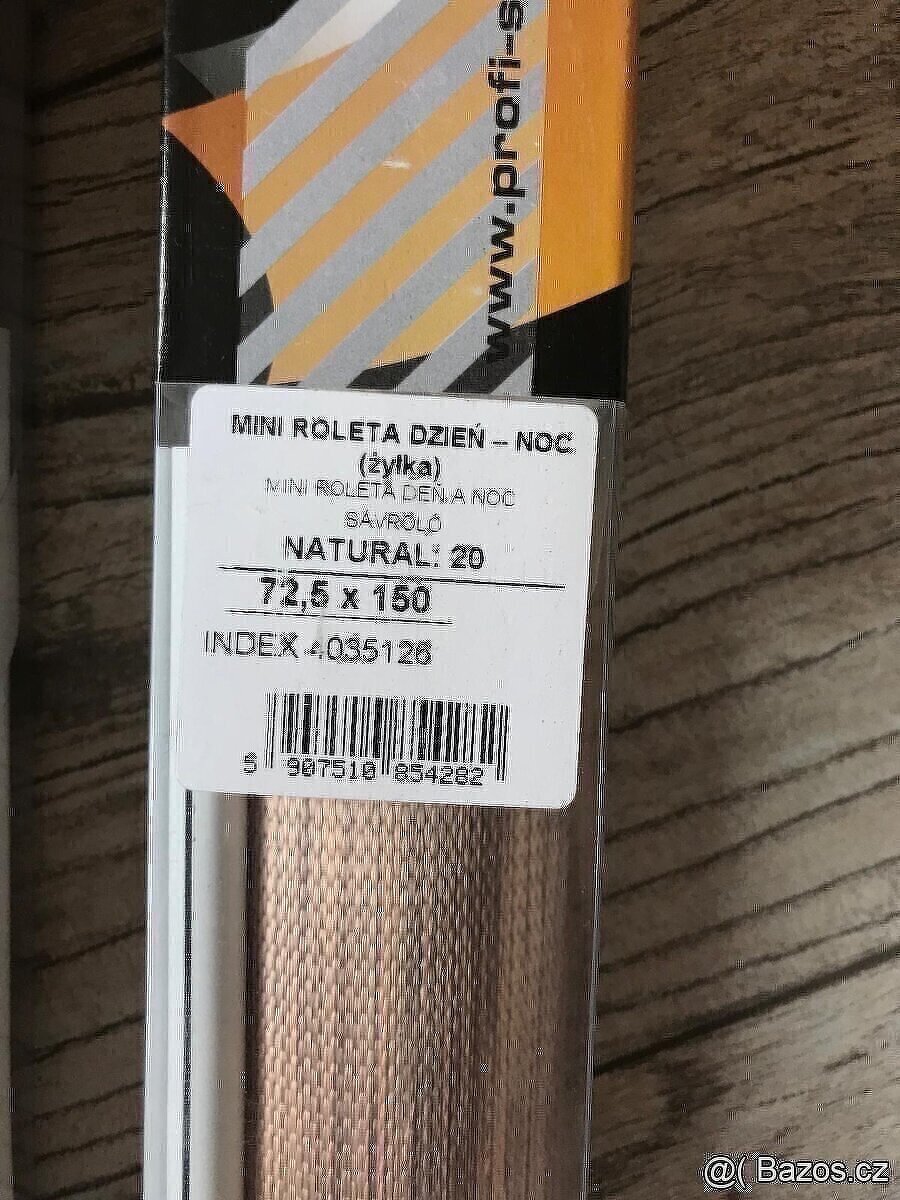 www.profi-s
MINI ROLETA DZIEŃ – NOC
(żyłka)
MINI ROLETA DEŇ A NOC
SÁVROLÓ
NATURAL: 20
72,5 x 150
INDEX 4035126
5 907510 854282
@( Bazos.cz